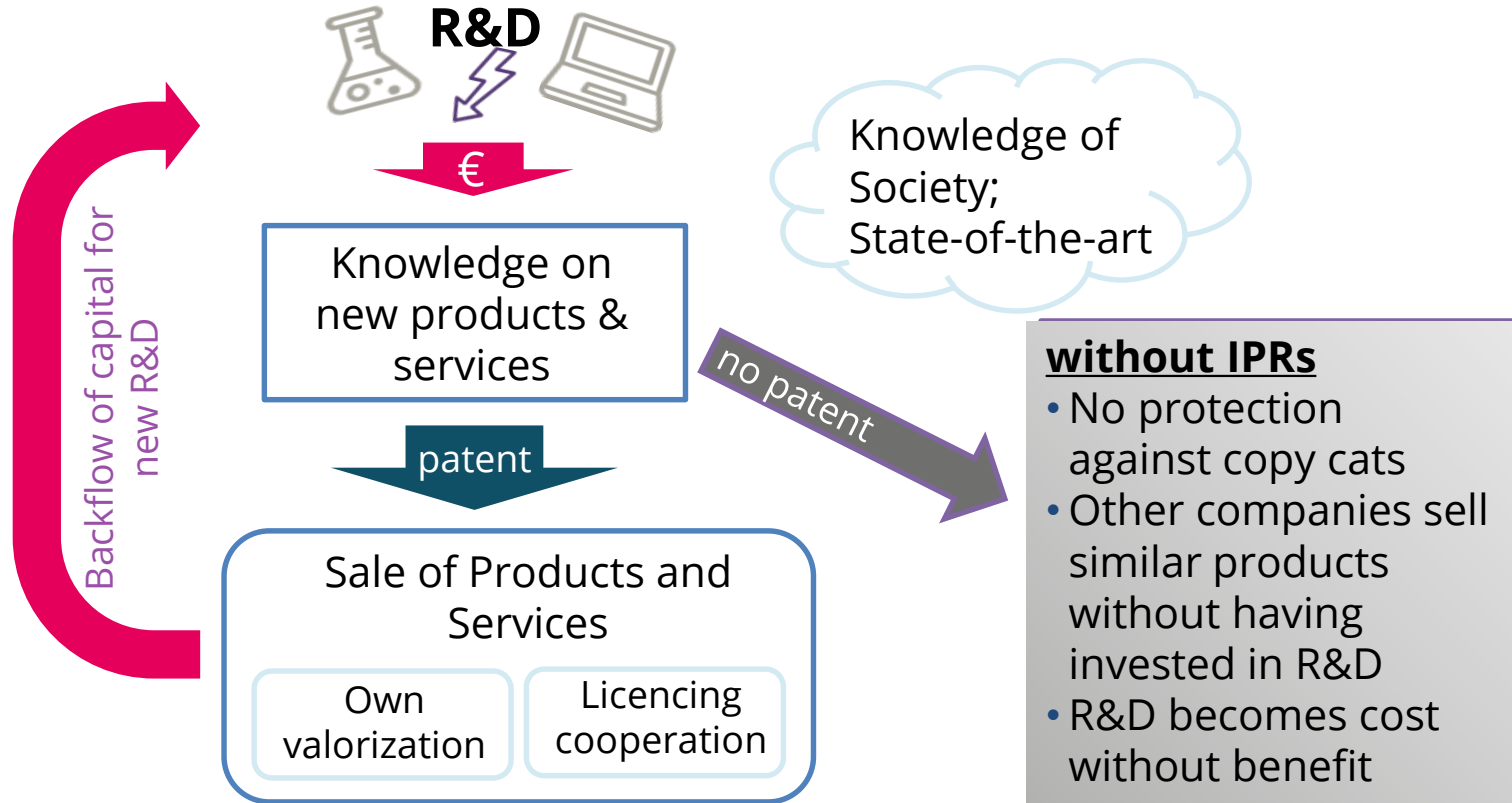 R&D
€
Knowledge of
Society;
State-of-the-art
Knowledge on
new products &
services
no patent
patent
Backflow of capital for
new R&D
Sale of Products and
Services
Own
valorization
Licencing
cooperation
without IPRs
• No protection
against copy cats
• Other companies sell
similar products
without having
invested in R&D
• R&D becomes cost
without benefit